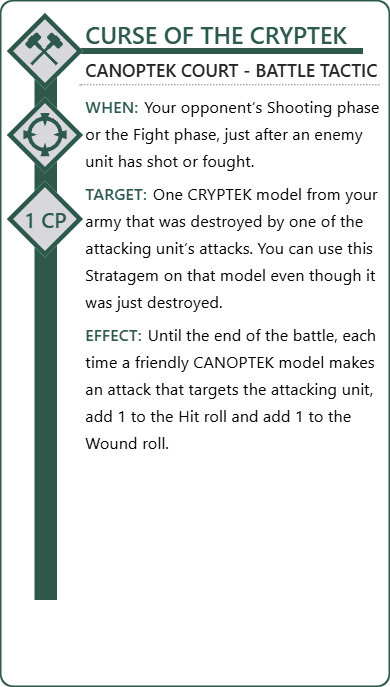 CURSE OF THE CRYPTEK
CANOPTEK COURT - BATTLE TACTIC
WHEN: Your opponent's Shooting phase
or the Fight phase, just after an enemy
unit has shot or fought.
1 CP
TARGET: One CRYPTEK model from your
army that was destroyed by one of the
attacking unit's attacks. You can use this
Stratagem on that model even though it
was just destroyed.
EFFECT: Until the end of the battle, each
time a friendly CANOPTEK model makes
an attack that targets the attacking unit,
add 1 to the Hit roll and add 1 to the
Wound roll.